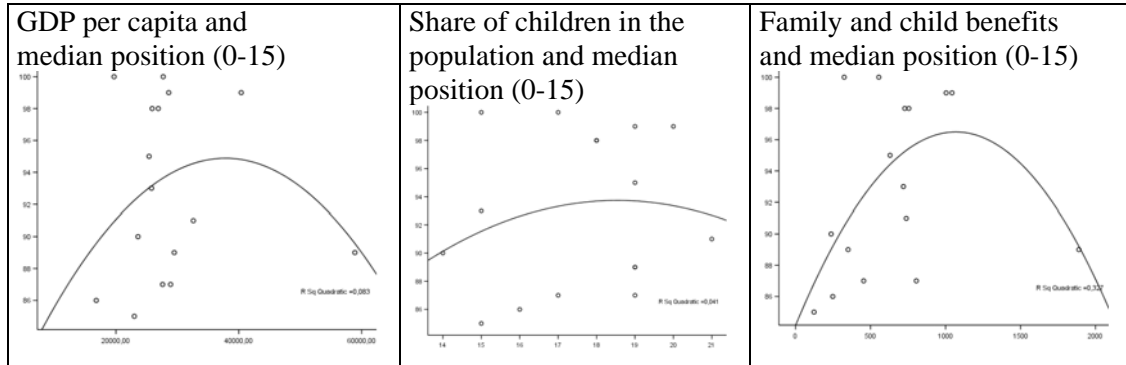 GDP per capita and
median position (0-15)
100
98
96
94
92
90
88
86
R Sq Quadratic =0,083
20000,00 40000,00 60000,00
Share of children in the
population and median
position (0-15)
100
98
96
94
92
90
88
86
R Sq Quadratic =0,041
14 15 16 17 18 19 20 21
Family and child benefits
and median position (0-15)
100
98
96
94
92
90
88
86
R Sq Quadratic =0,327
0 500 1000 1500 2000